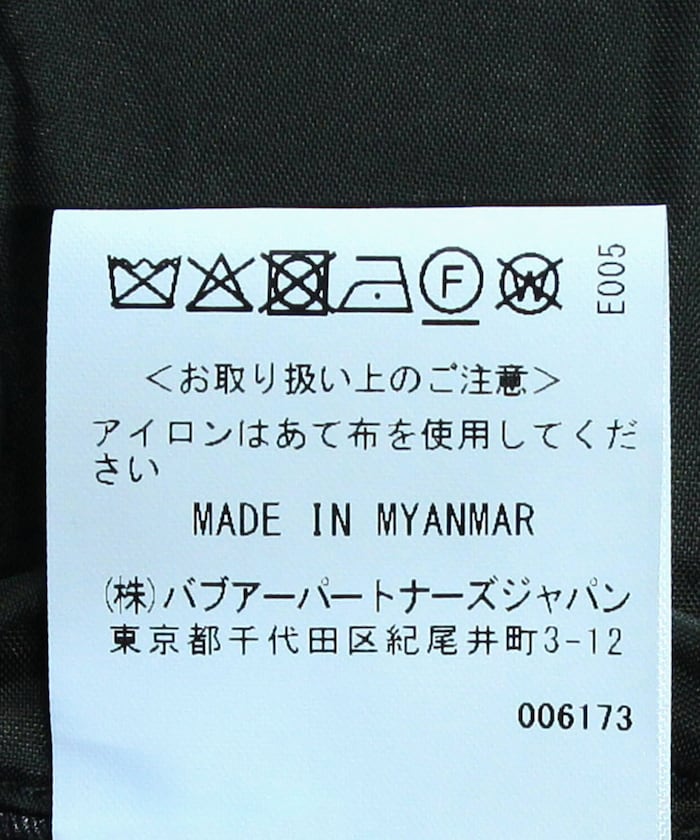 F W E005
＜お取り扱い上のご注意＞
アイロンはあて布を使用してくだ
さい
MADE IN MYANMAR
(株)バブアーパートナーズジャパン
東京都千代田区紀尾井町3-12
006173